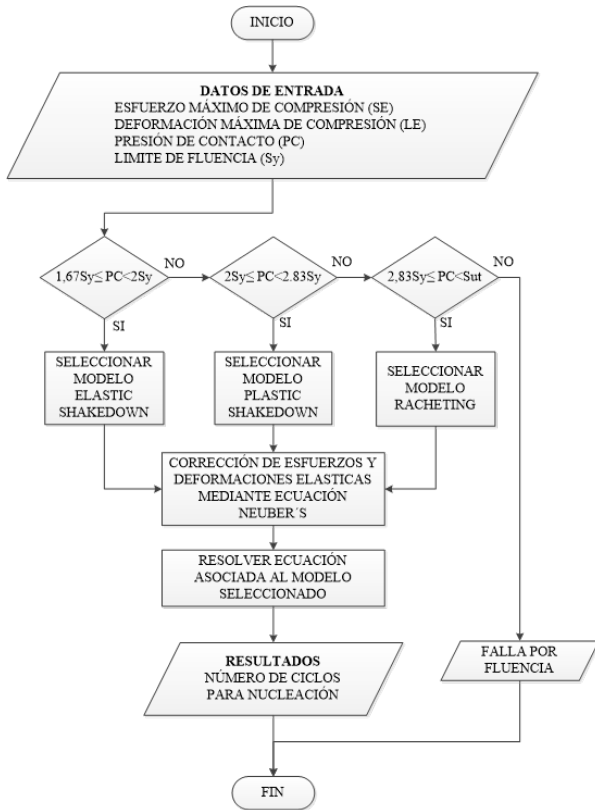 INICIO
DATOS DE ENTRADA
ESFUERZO MÁXIMO DE COMPRESIÓN (SE)
DEFORMACIÓN MÁXIMA DE COMPRESIÓN (LE)
PRESIÓN DE CONTACTO (PC)
LIMITE DE FLUENCIA (Sy)
1,67Sy≤ PC<2Sy
NO
2Sy≤ PC<2.83Sy
NO
2,83Sy≤ PC<Sut
NO
SI
SI
SI
SELECCIONAR
MODELO
ELASTIC
SHAKEDOWN
SELECCIONAR
MODELO
PLASTIC
SHAKEDOWN
SELECCIONAR
MODELO
RACHETING
CORRECCIÓN DE ESFUERZOS Y
DEFORMACIONES ELASTICAS
MEDIANTE ECUACIÓN
NEUBER´S
RESOLVER ECUACIÓN
ASOCIADA AL MODELO
SELECCIONADO
RESULTADOS
NÚMERO DE CICLOS
PARA NUCLEACIÓN
FALLA POR
FLUENCIA
FIN